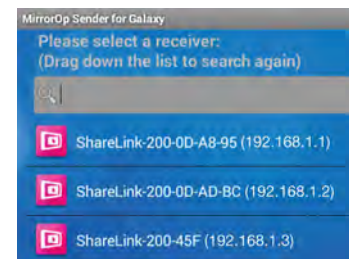 MirrorOp Sender for Galaxy
Please select a receiver:
(Drag down the list to search again)
ShareLink-200-0D-A8-95 (192.168.1.1)
ShareLink-200-0D-AD-BC (192.168.1.2)
ShareLink-200-45F (192.168.1.3)